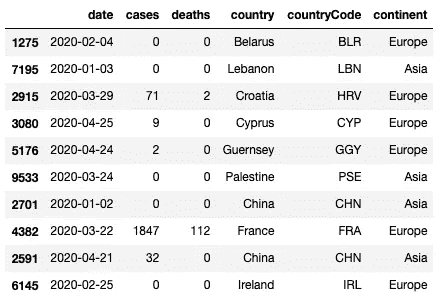 date cases deaths country countryCode continent
1275 2020-02-04 0 0 Belarus BLR Europe
7195 2020-01-03 0 0 Lebanon LBN Asia
2915 2020-03-29 71 2 Croatia HRV Europe
3080 2020-04-25 9 0 Cyprus CYP Europe
5176 2020-04-24 2 0 Guernsey GGY Europe
9533 2020-03-24 0 0 Palestine PSE Asia
2701 2020-01-02 0 0 China CHN Asia
4382 2020-03-22 1847 112 France FRA Europe
2591 2020-04-21 32 0 China CHN Asia
6145 2020-02-25 0 0 Ireland IRL Europe